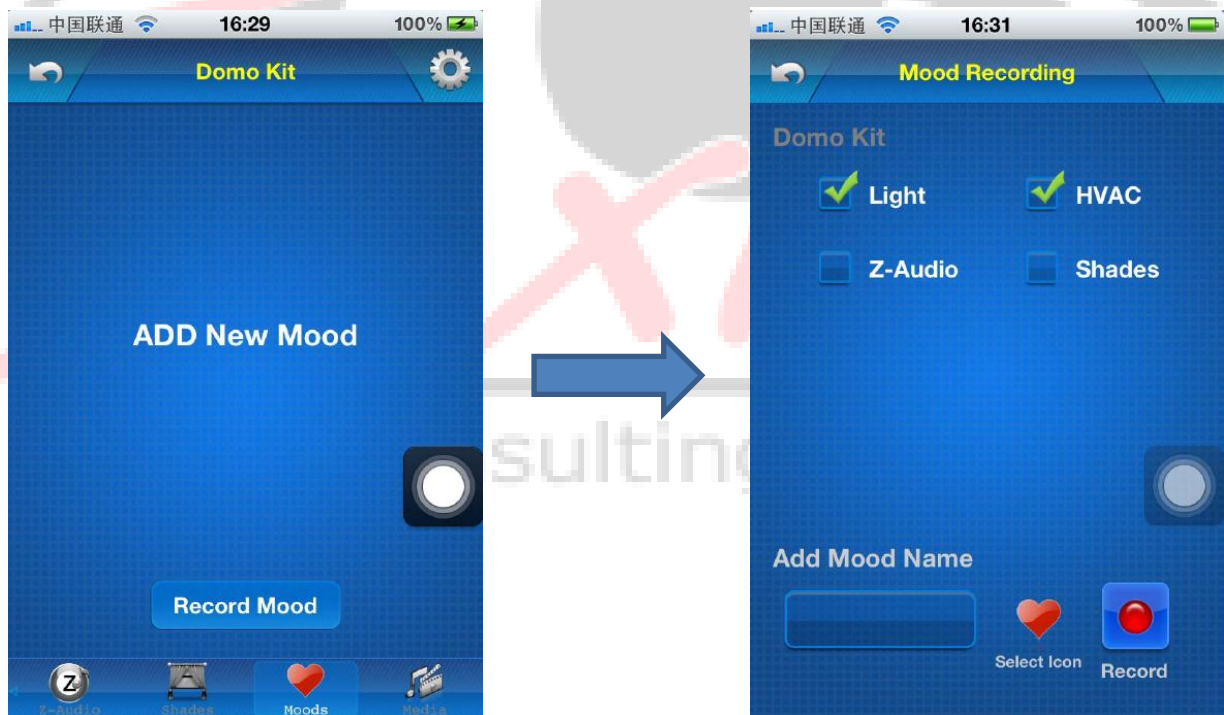 中国联通 16:29 100%
Domo Kit
ADD New Mood
Record Mood
Z-Audio Shades Moods Media
sulting
中国联通 16:31 100%
Mood Recording
Domo Kit
Light HVAC
Z-Audio Shades
Add Mood Name
Select Icon Record